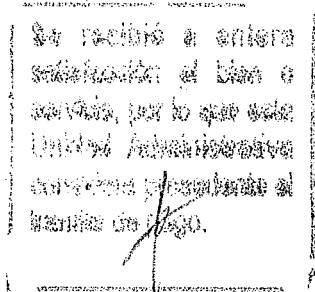 Se recibió a entera
satisfacción el bien o
servicio, por lo que esta
Unidad Administrativa
considera procedente el
trámite de pago.